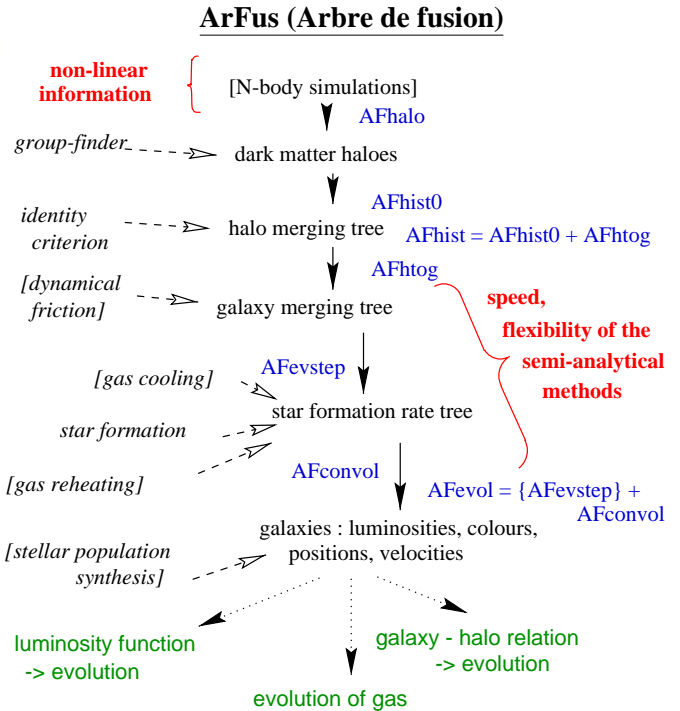 ArFus (Arbre de fusion)
non-linear
information
[N-body simulations]
AFhalo
group-finder
dark matter haloes
AFhist0
identity
criterion
halo merging tree
AFhist = AFhist0 + AFhtog
AFhtog
[dynamical
friction]
galaxy merging tree
speed,
flexibility of the
semi-analytical
methods
AFevstep
[gas cooling]
star formation rate tree
star formation
[gas reheating]
AFconvol
AFevol = {AFevstep} +
AFconvol
galaxies : luminosities, colours,
positions, velocities
[stellar population
synthesis]
luminosity function
-> evolution
galaxy - halo relation
-> evolution
evolution of gas